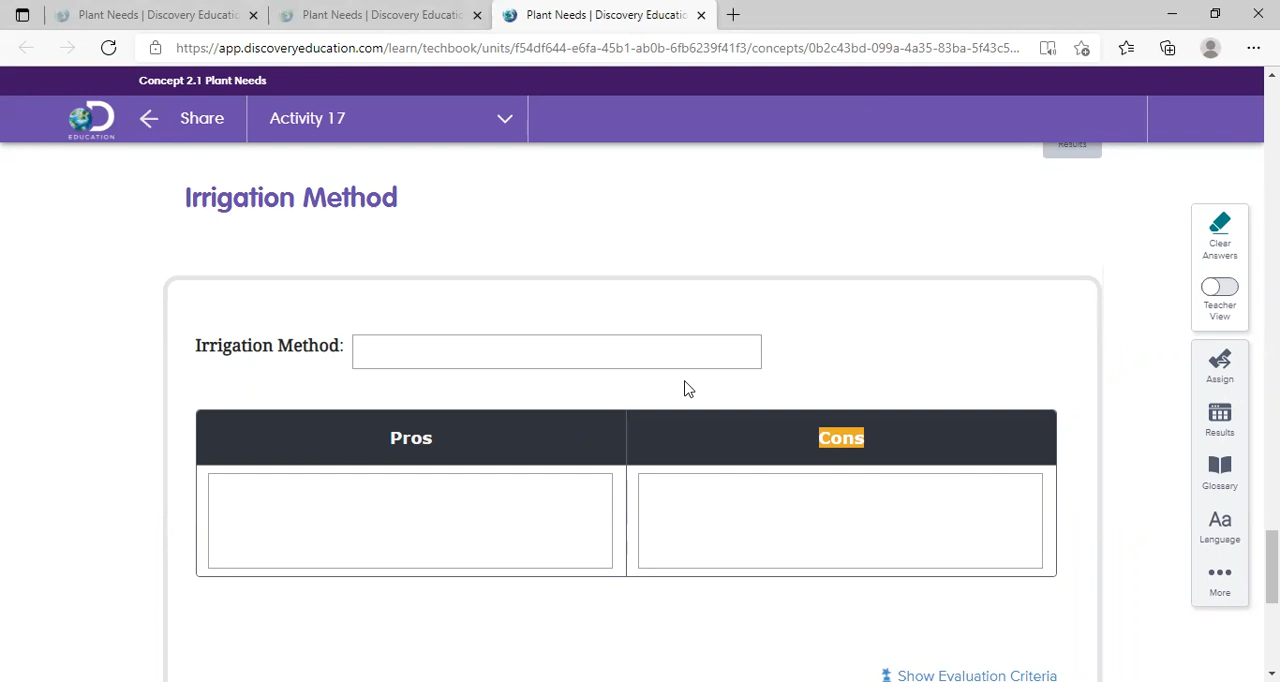 Plant Needs | Discovery Educatio
Plant Needs | Discovery Educatic
Plant Needs | Discovery Educatio
https://app.discoveryeducation.com/learn/techbook/units/f54df644-e6fa-45b1-ab0b-6fb6239f41f3/concepts/0b2c43bd-099a-4a35-83ba-5f43c5...
Concept 2.1 Plant Needs
D
EDUCATION
Share
Activity 17
Results
Irrigation Method
Clear
Answers
Teacher
View
Irrigation Method:
Assign
Pros
Cons
Results
Glossary
Aa
Language
More
Show Evaluation Criteria